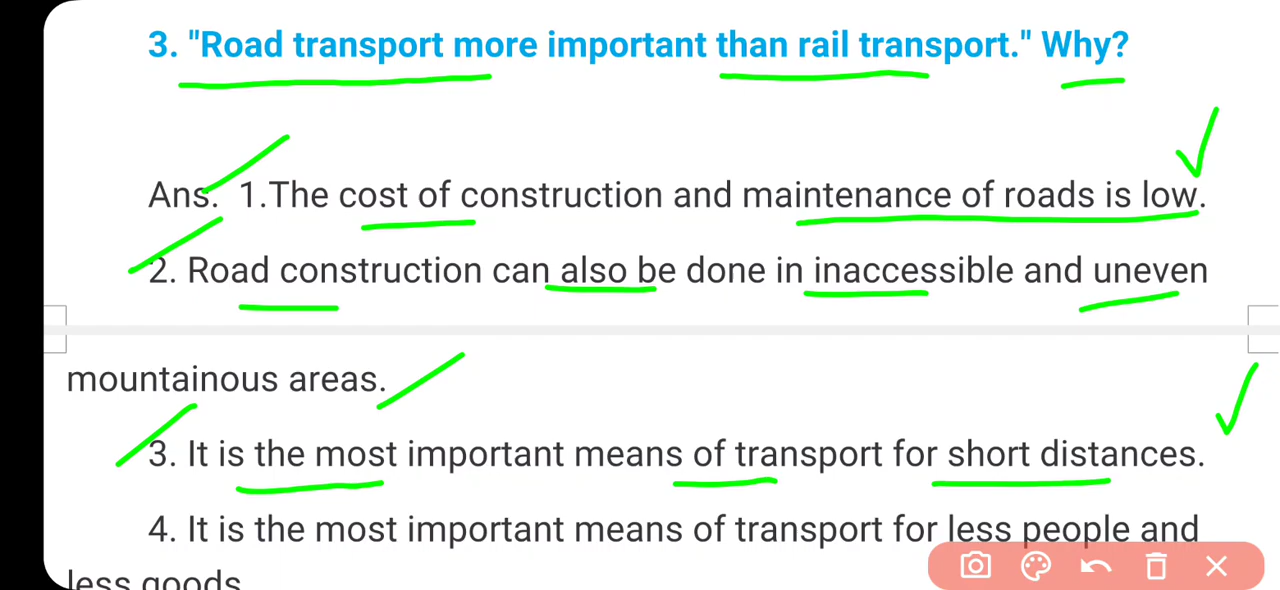 3. "Road transport more important than rail transport." Why?
Ans. 1.The cost of construction and maintenance of roads is low.
2. Road construction can also be done in inaccessible and uneven
mountainous areas.
3. It is the most important means of transport for short distances.
4. It is the most important means of transport for less people and
less goods